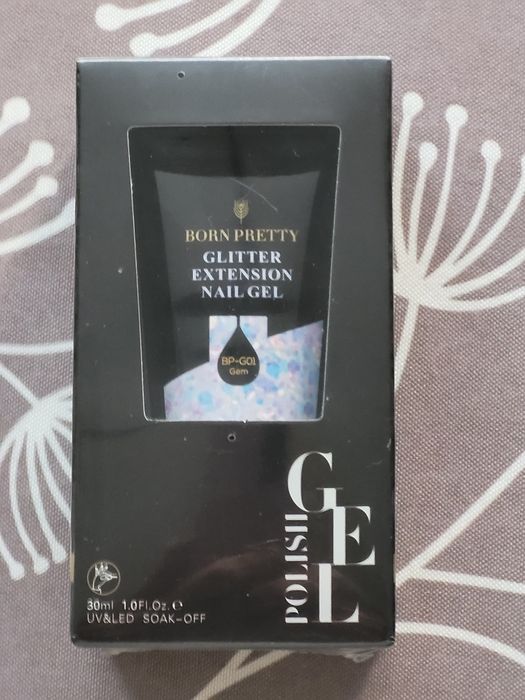 BORN PRETTY
GLITTER
EXTENSION
NAIL GEL
BP-G01
Gem
POLISH
GEL
30ml 1.0Fl.Oz. ℮
UV&LED SOAK-OFF